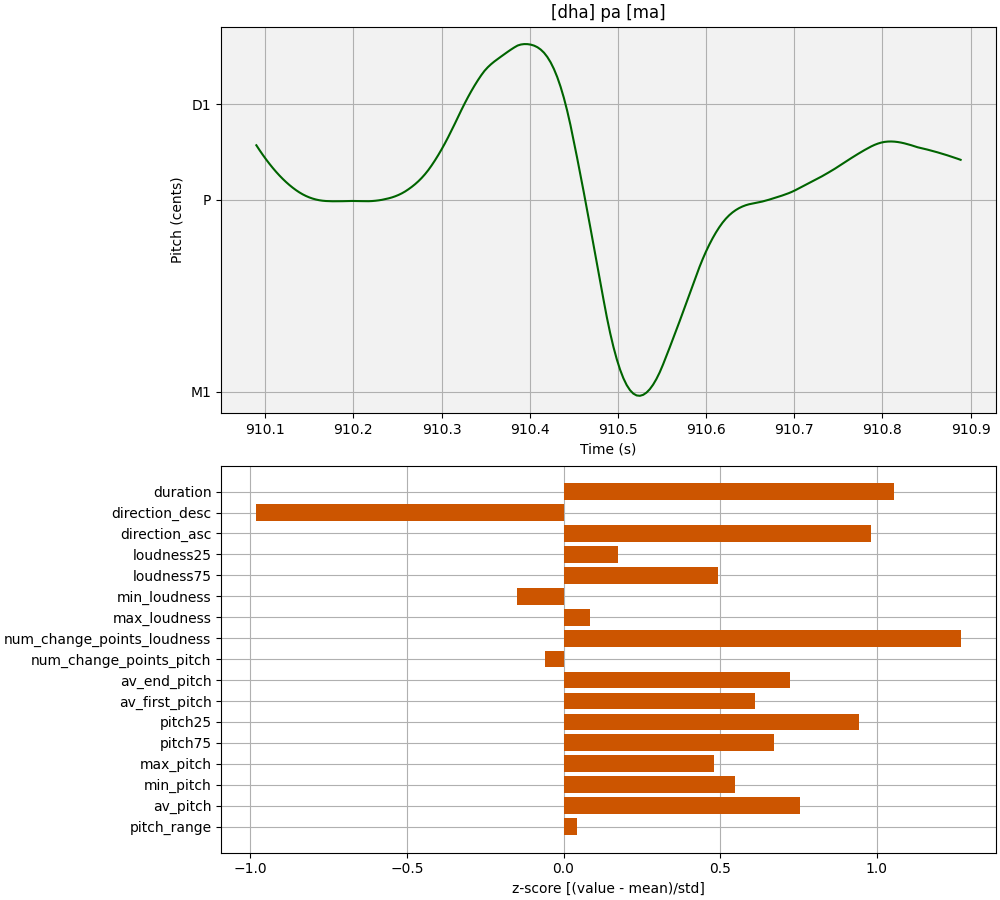 [dha] pa [ma]
D1
P
M1
Pitch (cents)
910.1 910.2 910.3 910.4 910.5 910.6 910.7 910.8 910.9
Time (s)
duration
direction_desc
direction_asc
loudness25
loudness75
min_loudness
max_loudness
num_change_points_loudness
num_change_points_pitch
av_end_pitch
av_first_pitch
pitch25
pitch75
max_pitch
min_pitch
av_pitch
pitch_range
−1.0 −0.5 0.0 0.5 1.0
z-score [(value - mean)/std]